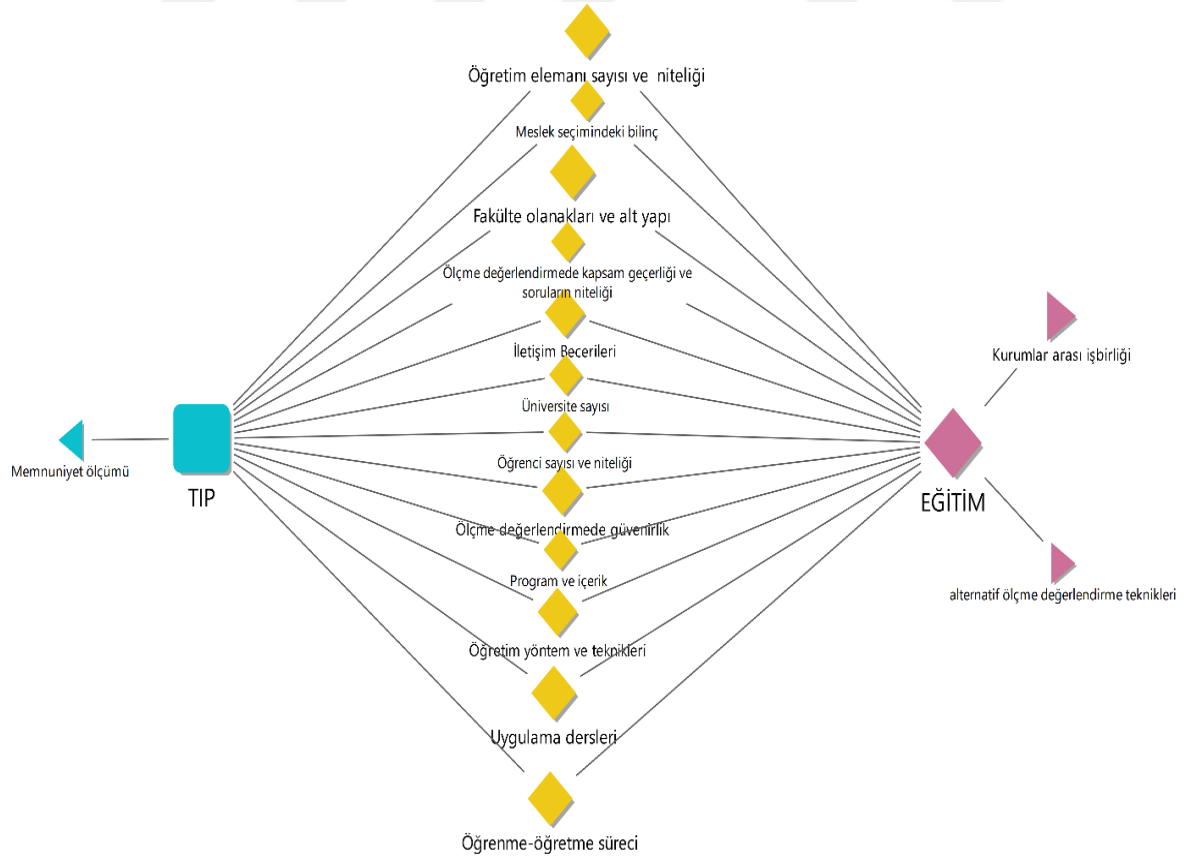 Öğretim elemanı sayısı ve niteliği
Meslek seçimindeki bilinç
Fakülte olanakları ve alt yapı
Ölçme değerlendirmede kapsam geçerliği ve
soruların niteliği
İletişim Becerileri
Kurumlar arası işbirliği
Üniversite sayısı
Öğrenci sayısı ve niteliği
Memnuniyet ölçümü
TIP
EĞİTİM
Ölçme değerlendirmede güvenirlik
Program ve içerik
alternatif ölçme değerlendirme teknikleri
Öğretim yöntem ve teknikleri
Uygulama dersleri
Öğrenme-öğretme süreci